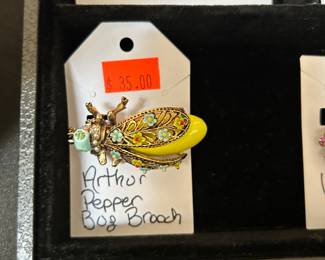 $ 35.00
Arthur
Pepper
Bug Brooch